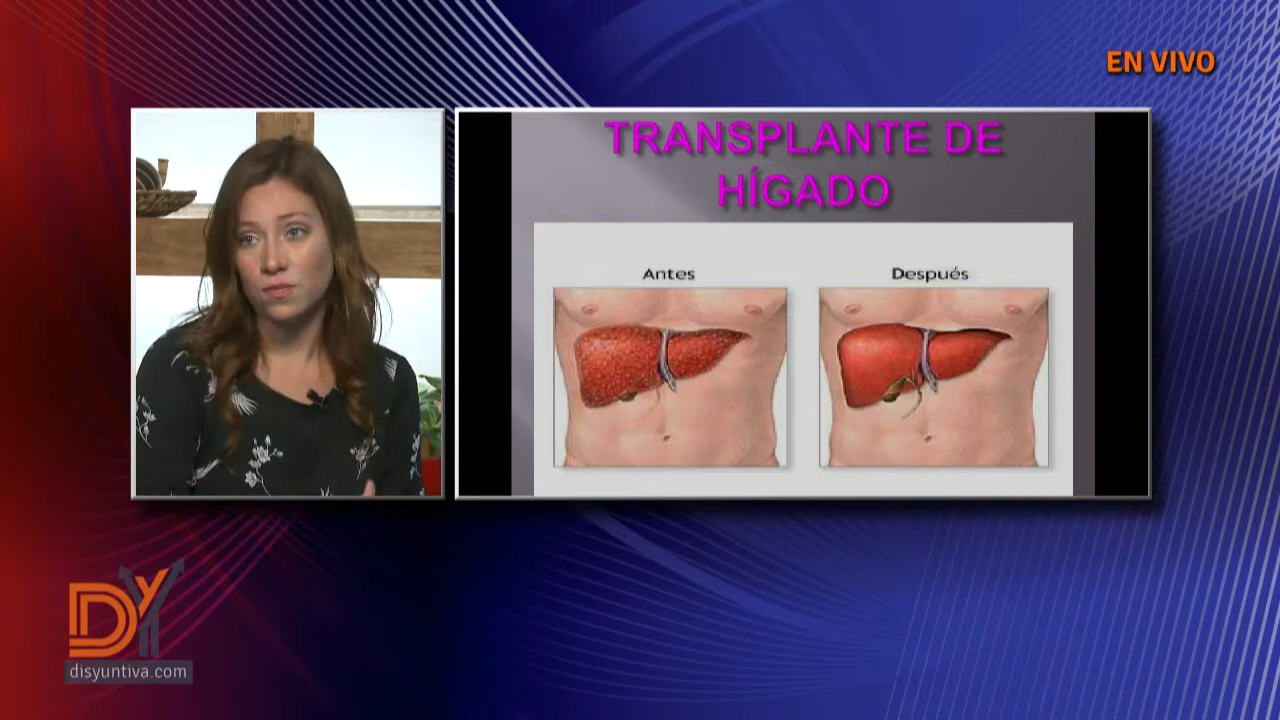 EN VIVO
TRANSPLANTE DE
HÍGADO
Antes
Después
DY
disyuntiva.com